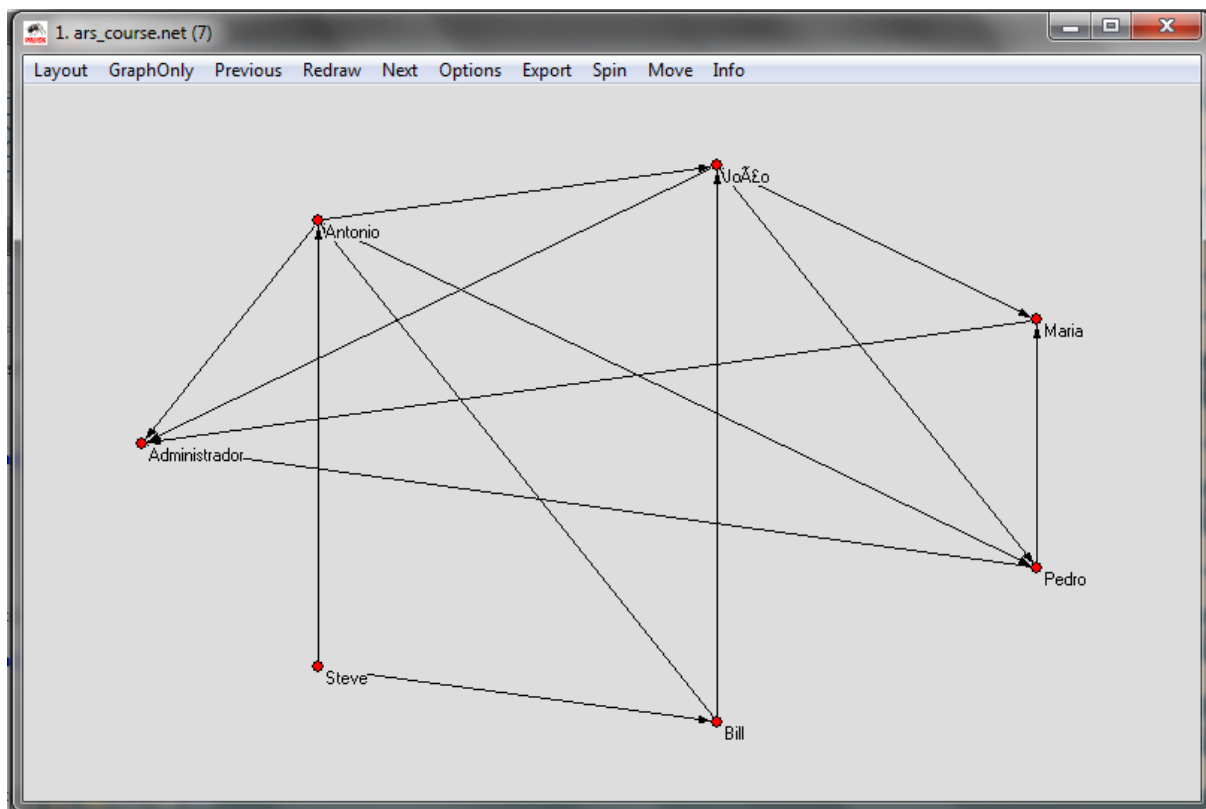 1. ars_course.net (7)
Layout GraphOnly Previous Redraw Next Options Export Spin Move Info
JoÃ£o
Antonio
Maria
Administrador
Pedro
Steve
Bill